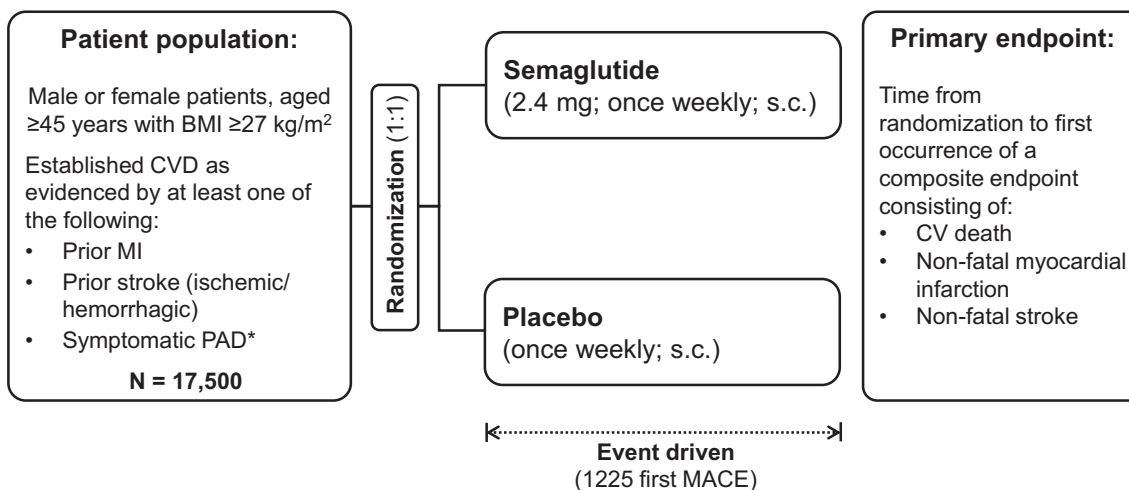 Patient population:
Male or female patients, aged
≥45 years with BMI ≥27 kg/m²
Established CVD as
evidenced by at least one of
the following:
• Prior MI
• Prior stroke (ischemic/
hemorrhagic)
• Symptomatic PAD*
N = 17,500
Randomization (1:1)
Semaglutide
(2.4 mg; once weekly; s.c.)
Placebo
(once weekly; s.c.)
Event driven
(1225 first MACE)
Primary endpoint:
Time from
randomization to first
occurrence of a
composite endpoint
consisting of:
• CV death
• Non-fatal myocardial
infarction
• Non-fatal stroke